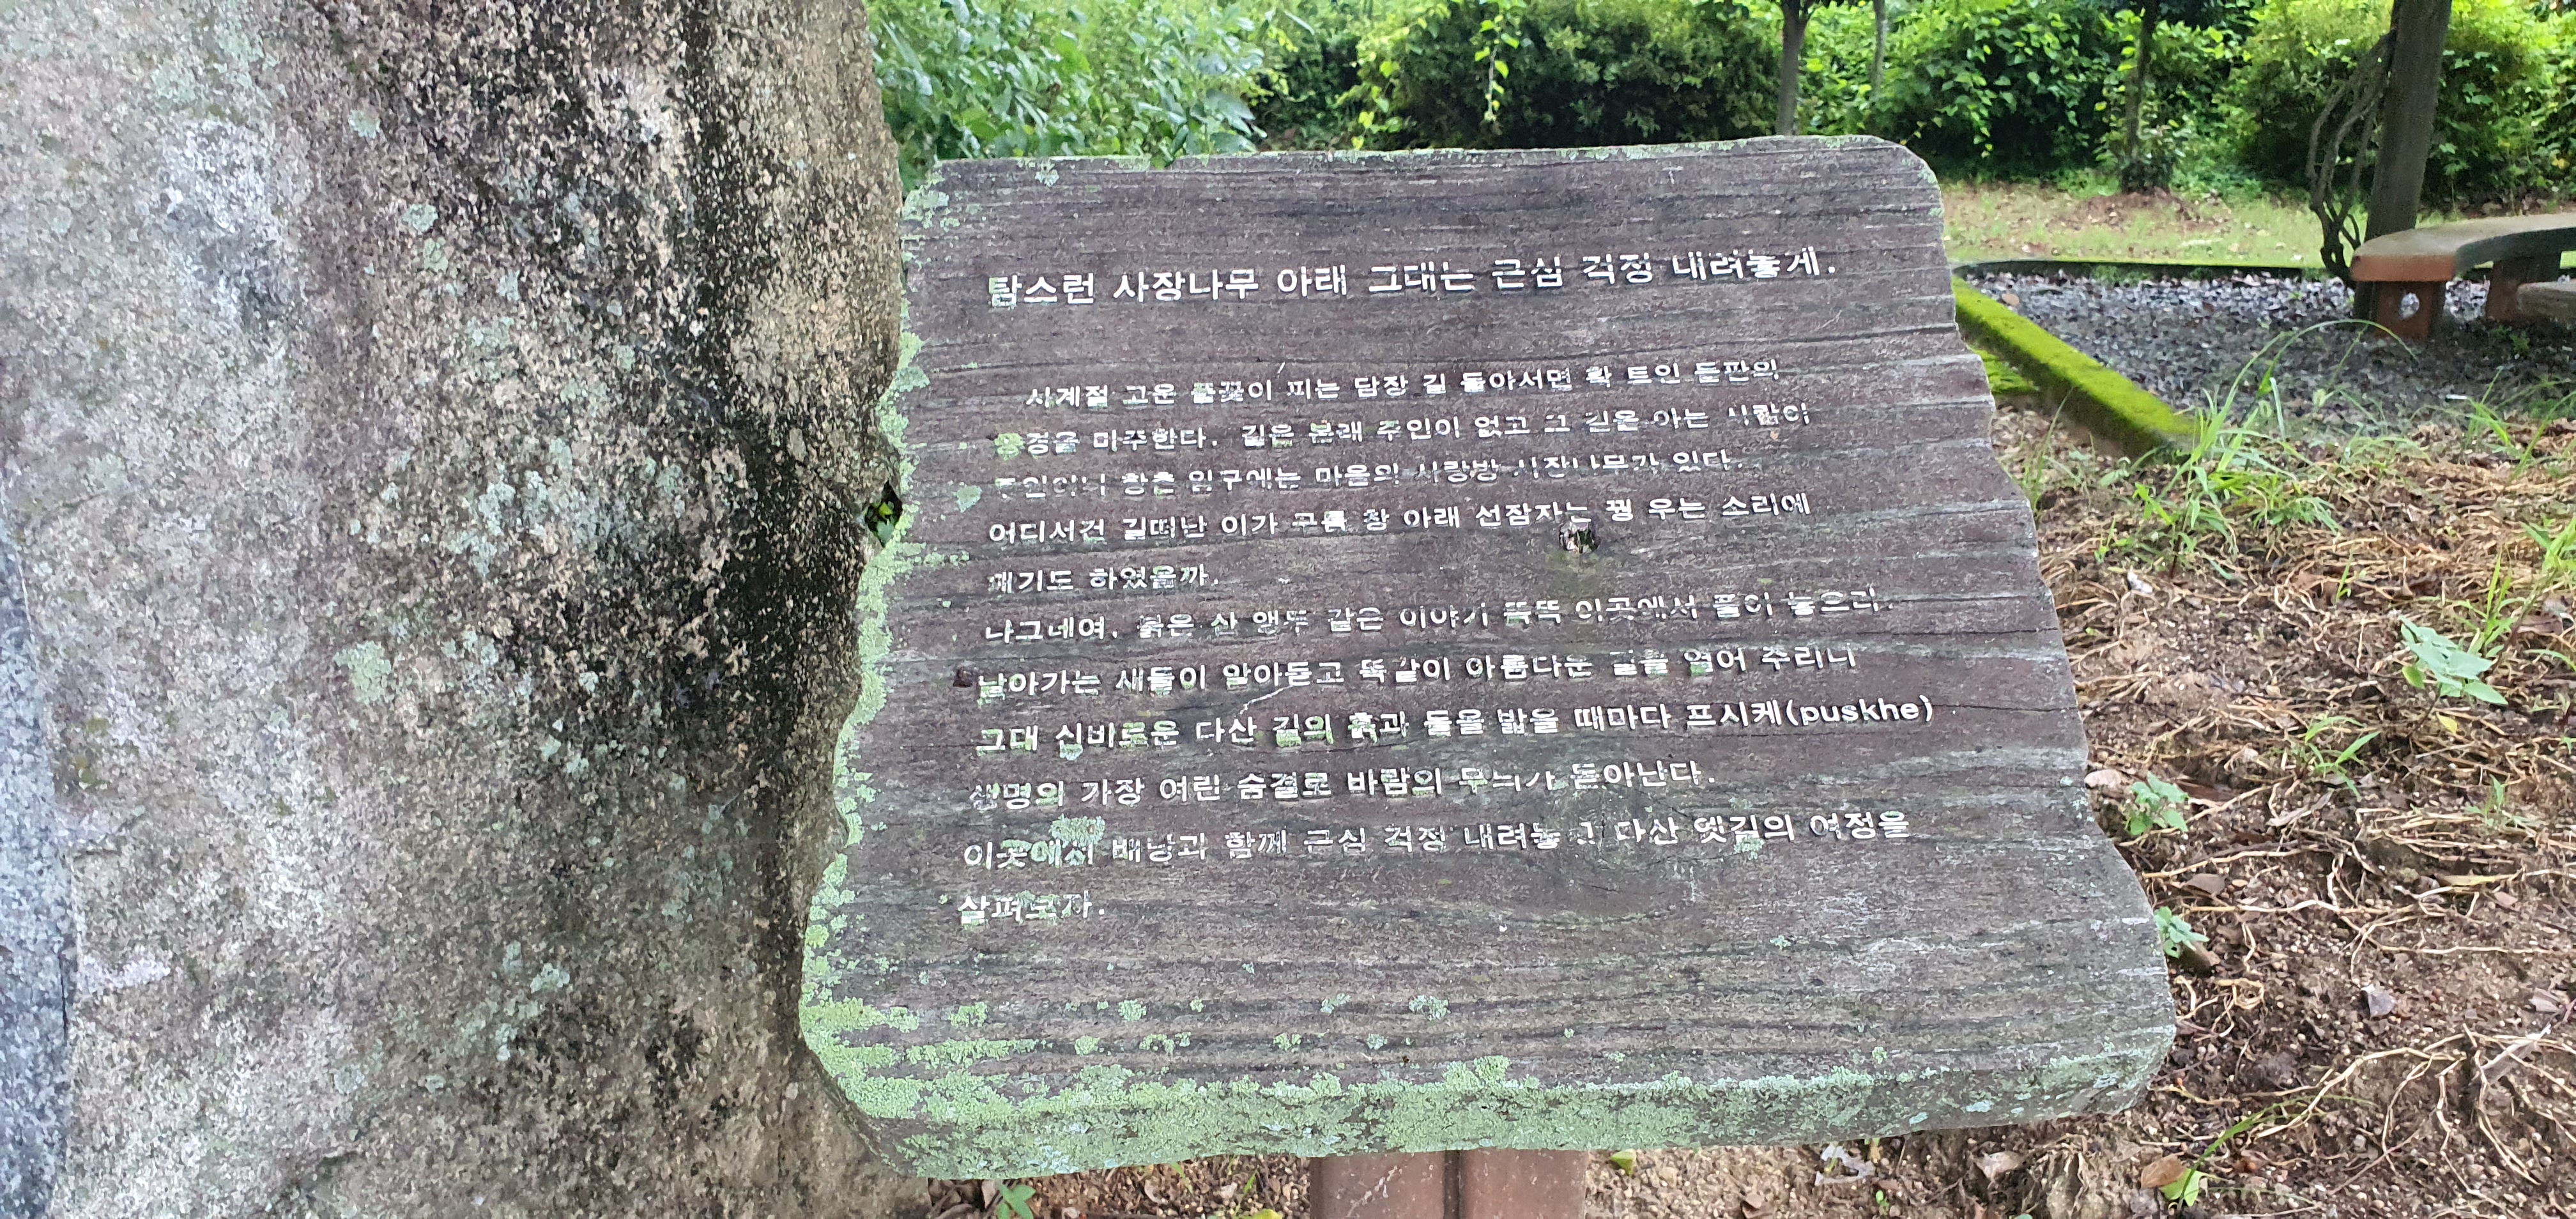 탐스런 사장나무 아래 그대는 근심 걱정 내려놓게.
사계절 고운 풀꽃이 피는 담장 길 돌아서면 확 트인 들판의
풍경을 마주한다. 길은 본래 주인이 없고 그 길을 아는 사람이
주인이니 항촌 입구에는 마음의 사랑방 사장나무가 있다.
어디서건 길떠난 이가 구름 창 아래 선잠자는 꿩 우는 소리에
깨기도 하였을까.
나그네여, 붉은 산 앵두 같은 이야기 뚝뚝 이곳에서 풀어 놓으라.
날아가는 새들이 알아듣고 똑같이 아름다운 길을 열어 주리니
그대 신비로운 다산 길의 흙과 돌을 밟을 때마다 프시케(puskhe)
생명의 가장 여린 숨결로 바람의 무늬가 돋아난다.
이곳에서 배낭과 함께 근심 걱정 내려놓고 다산 옛길의 여정을
살펴보자.